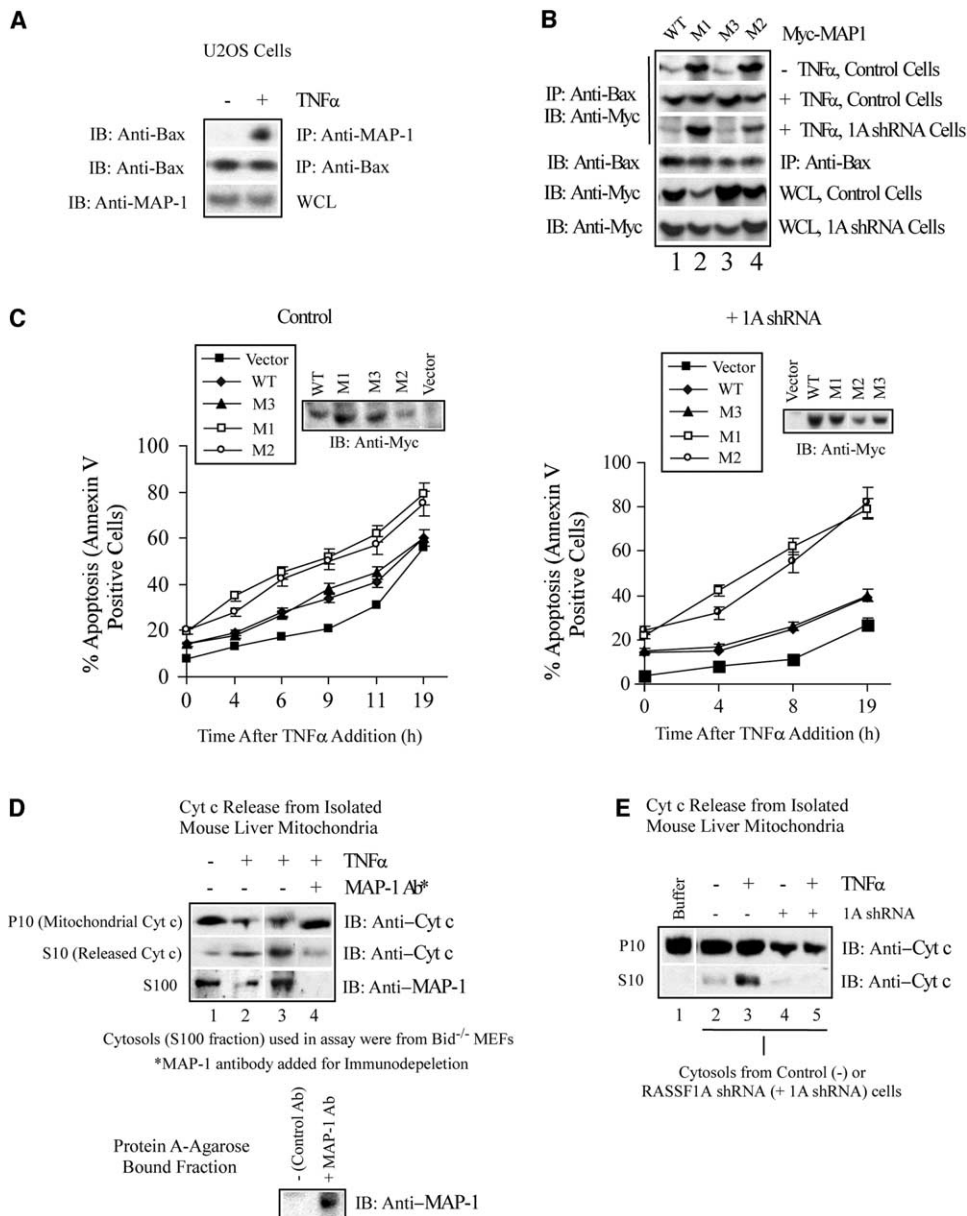 A
U2OS Cells
- + TNFα
IB: Anti-Bax IP: Anti-MAP-1
IB: Anti-Bax IP: Anti-Bax
IB: Anti-MAP-1 WCL
B
WT M1 M3 M2 Myc-MAP1
IP: Anti-Bax
IB: Anti-Myc
- TNFα, Control Cells
+ TNFα, Control Cells
+ TNFα, 1A shRNA Cells
IB: Anti-Bax IP: Anti-Bax
IB: Anti-Myc WCL, Control Cells
IB: Anti-Myc WCL, 1A shRNA Cells
1 2 3 4
C
Control
Vector
WT
M3
M1
M2
WT M1 M3 M2 Vector
IB: Anti-Myc
% Apoptosis (Annexin V
Positive Cells)
100
80
60
40
20
0
0 4 6 9 11 19
Time After TNFα Addition (h)
+ 1A shRNA
Vector
WT
M3
M1
M2
Vector WT M1 M2 M3
IB: Anti-Myc
% Apoptosis (Annexin V
Positive Cells)
100
80
60
40
20
0
0 4 8 19
Time After TNFα Addition (h)
D
Cyt c Release from Isolated
Mouse Liver Mitochondria
- + + + TNFα
- - - + MAP-1 Ab*
P10 (Mitochondrial Cyt c) IB: Anti–Cyt c
S10 (Released Cyt c) IB: Anti–Cyt c
S100 IB: Anti–MAP-1
1 2 3 4
Cytosols (S100 fraction) used in assay were from Bid-/- MEFs
*MAP-1 antibody added for Immunodepeletion
- (Control Ab)
+ MAP-1 Ab
Protein A-Agarose
Bound Fraction
IB: Anti–MAP-1
E
Cyt c Release from Isolated
Mouse Liver Mitochondria
Buffer
- + - + TNFα
- - + + 1A shRNA
P10 IB: Anti–Cyt c
S10 IB: Anti–Cyt c
1 2 3 4 5
Cytosols from Control (-) or
RASSF1A shRNA (+ 1A shRNA) cells